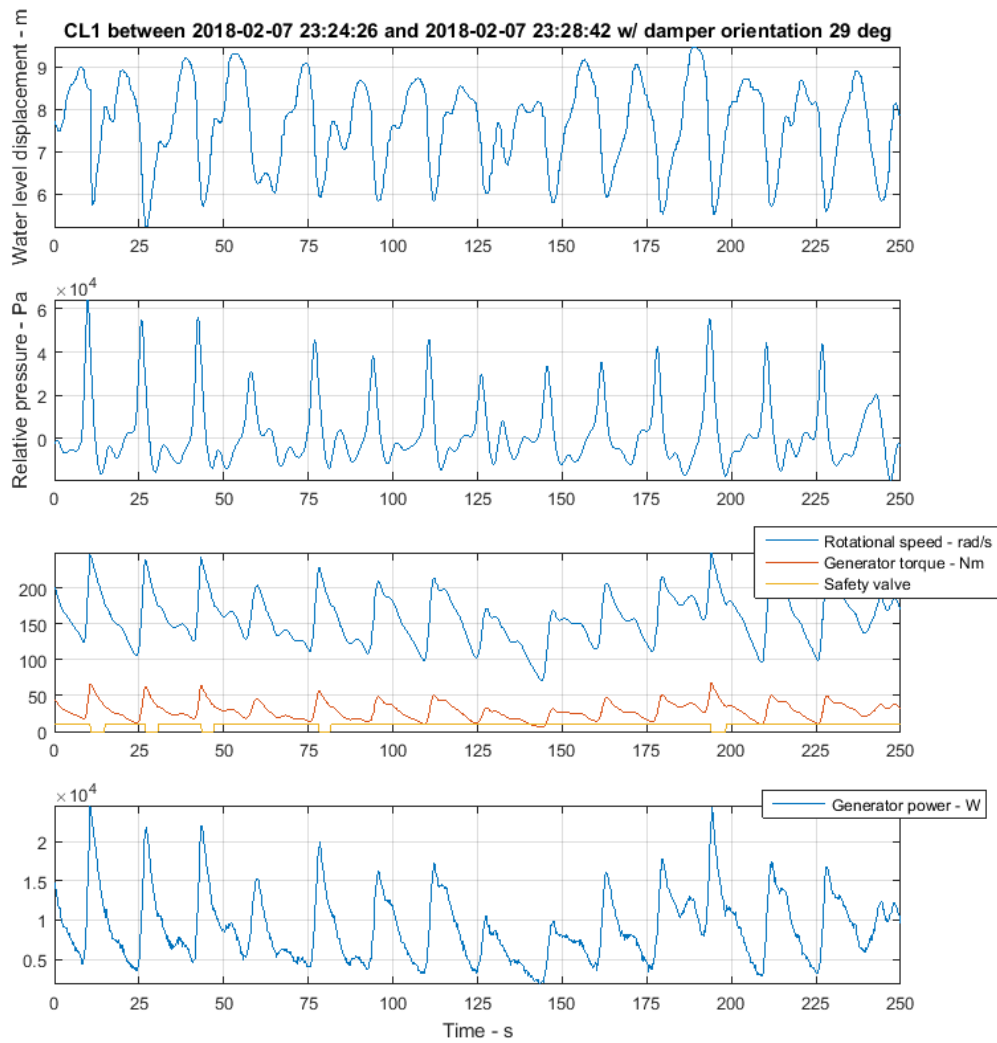 CL1 between 2018-02-07 23:24:26 and 2018-02-07 23:28:42 w/ damper orientation 29 deg
Water level displacement - m
9
8
7
6
0 25 50 75 100 125 150 175 200 225 250
Relative pressure - Pa
× 10^4
6
4
2
0
0 25 50 75 100 125 150 175 200 225 250
Rotational speed - rad/s
Generator torque - Nm
Safety valve
200
150
100
50
0
0 25 50 75 100 125 150 175 200 225 250
× 10^4
Generator power - W
2
1.5
1
0.5
0 25 50 75 100 125 150 175 200 225 250
Time - s